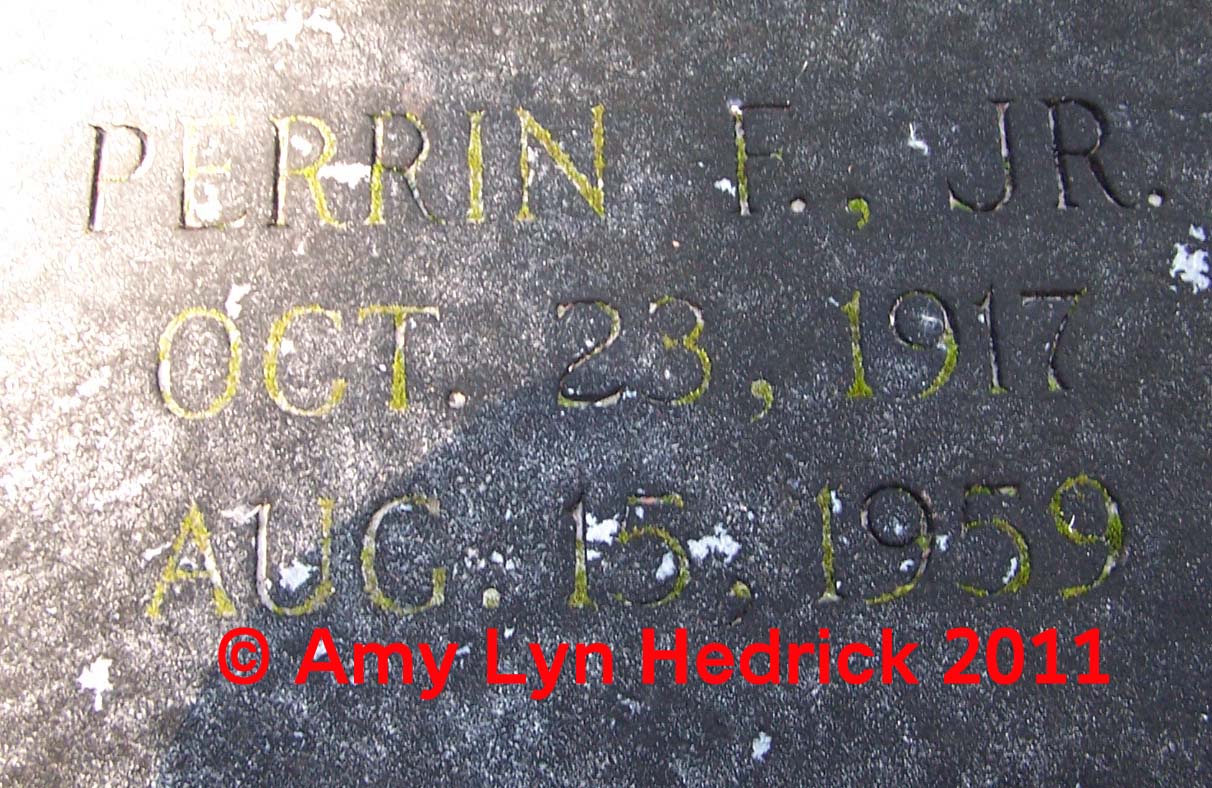 PERRIN F., JR.
OCT. 23, 1917
AUG. 15, 1959
© Amy Lyn Hedrick 2011